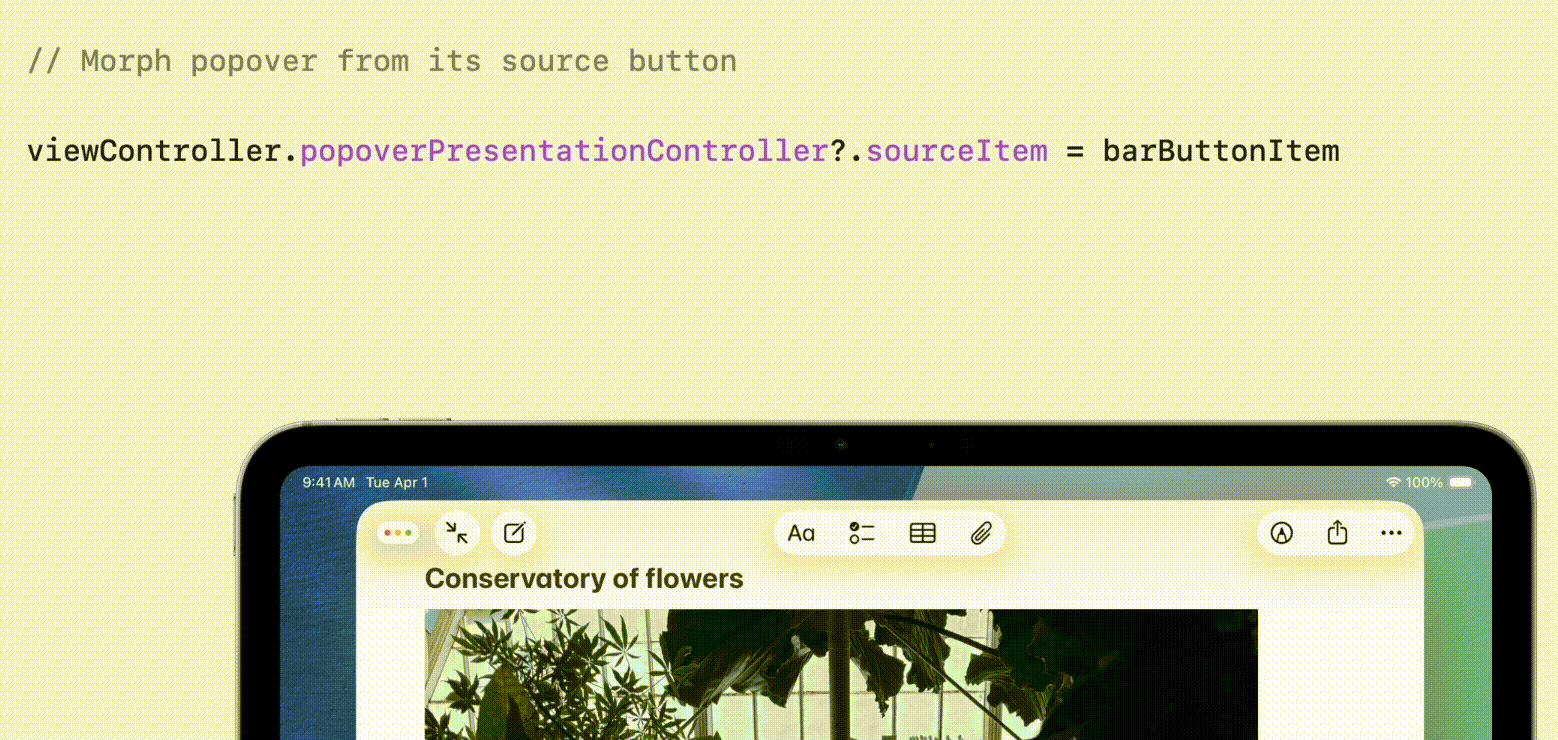 // Morph popover from its source button
viewController.popoverPresentationController?.sourceItem = barButtonItem
9:41 AM Tue Apr 1
100%
Aa
Conservatory of flowers